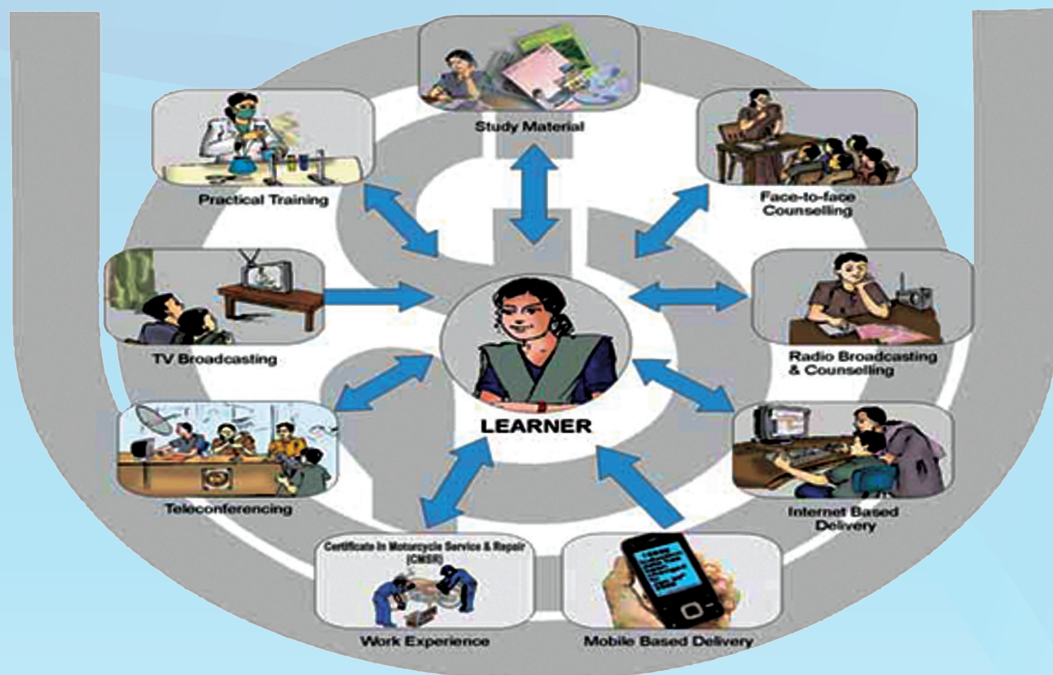 Study Material
Practical Training
Face-to-face
Counselling
TV Broadcasting
Radio Broadcasting
& Counselling
LEARNER
Teleconferencing
Internet Based
Delivery
Certificate in Motorcycle Service & Repair
(CMSR)
Work Experience
Mobile Based Delivery